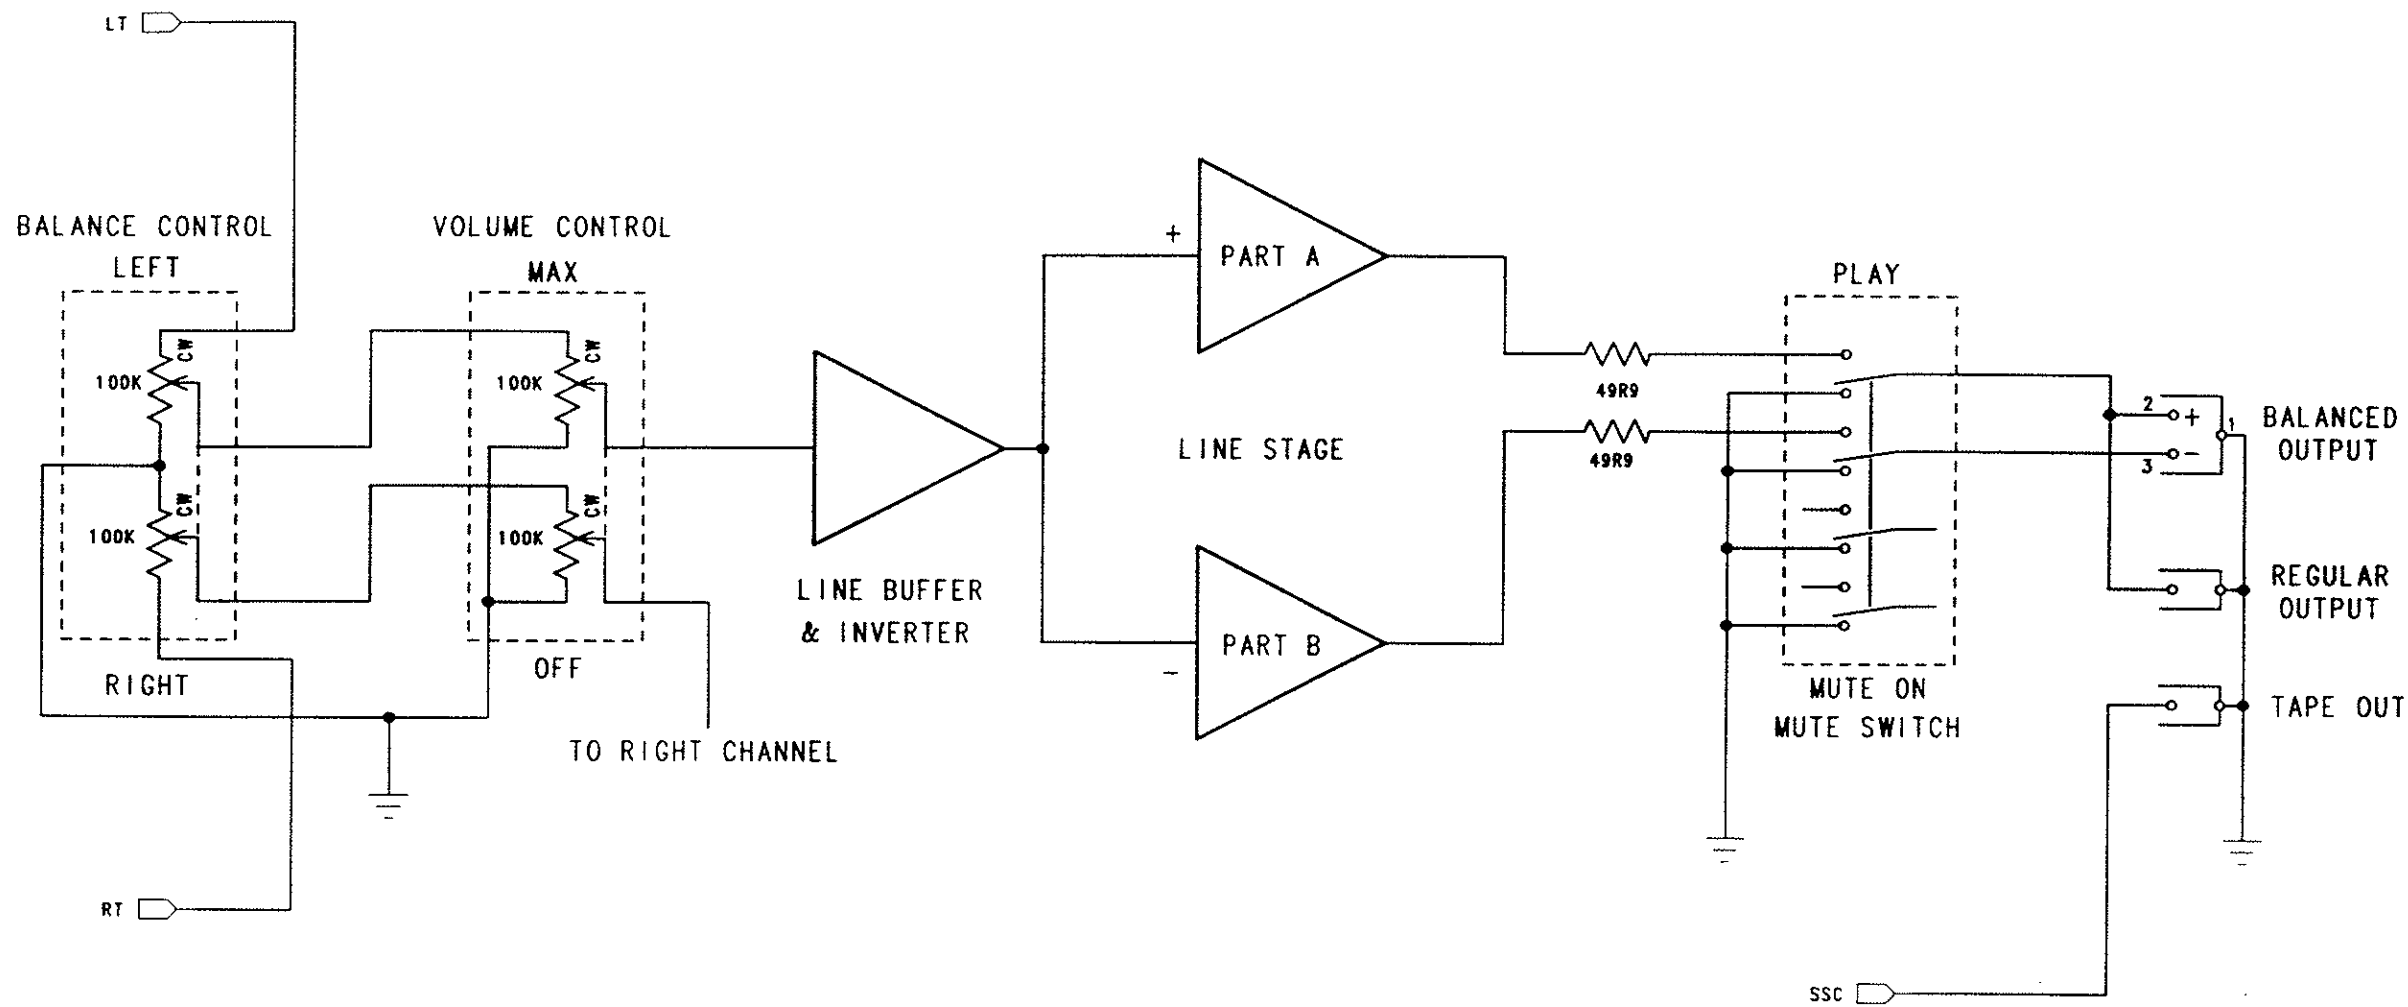 LT
BALANCE CONTROL
LEFT
CW
100K
CW
100K
RIGHT
RT
VOLUME CONTROL
MAX
CW
100K
CW
100K
OFF
TO RIGHT CHANNEL
LINE BUFFER
& INVERTER
+
PART A
LINE STAGE
PART B
-
49R9
49R9
PLAY
MUTE ON
MUTE SWITCH
2
+
1
-
3
BALANCED
OUTPUT
REGULAR
OUTPUT
TAPE OUT
SSC